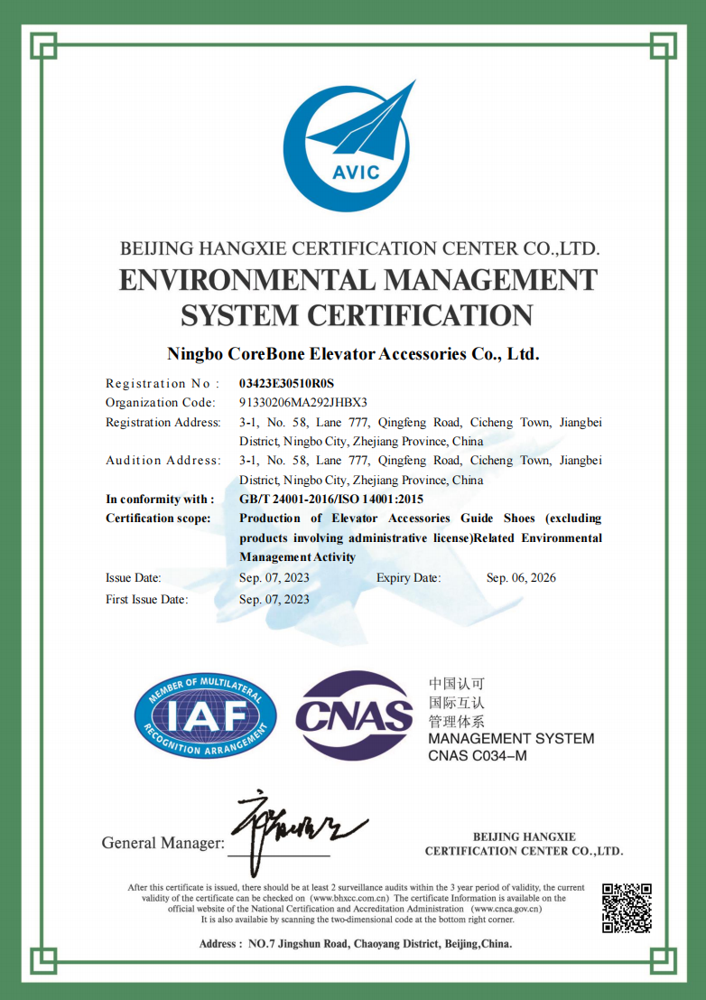 AVIC
BEIJING HANGXIE CERTIFICATION CENTER CO.,LTD.
ENVIRONMENTAL MANAGEMENT
SYSTEM CERTIFICATION
Ningbo CoreBone Elevator Accessories Co., Ltd.
Registration No : 03423E30510R0S
Organization Code: 91330206MA292JHBX3
Registration Address: 3-1, No. 58, Lane 777, Qingfeng Road, Cicheng Town, Jiangbei
District, Ningbo City, Zhejiang Province, China
Audition Address: 3-1, No. 58, Lane 777, Qingfeng Road, Cicheng Town, Jiangbei
District, Ningbo City, Zhejiang Province, China
In conformity with : GB/T 24001-2016/ISO 14001:2015
Certification scope: Production of Elevator Accessories Guide Shoes (excluding
products involving administrative license)Related Environmental
Management Activity
Issue Date: Sep. 07, 2023 Expiry Date: Sep. 06, 2026
First Issue Date: Sep. 07, 2023
MEMBER OF MULTILATERAL
IAF
RECOGNITION ARRANGEMENT
CNAS
中国认可
国际互认
管理体系
MANAGEMENT SYSTEM
CNAS C034–M
General Manager:
BEIJING HANGXIE
CERTIFICATION CENTER CO.,LTD.
After this certificate is issued, there should be at least 2 surveillance audits within the 3 year period of validity, the current
validity of the certificate can be checked on (www.bhxcc.com.cn) The certificate Information is available on the
official website of the National Certification and Accreditation Administration (www.cnca.gov.cn)
It is also available by scanning the two-dimensional code at the bottom right corner.
Address : NO.7 Jingshun Road, Chaoyang District, Beijing,China.